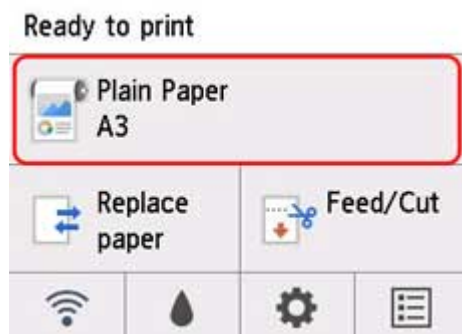 Ready to print
Plain Paper
A3
Replace
paper
Feed/Cut